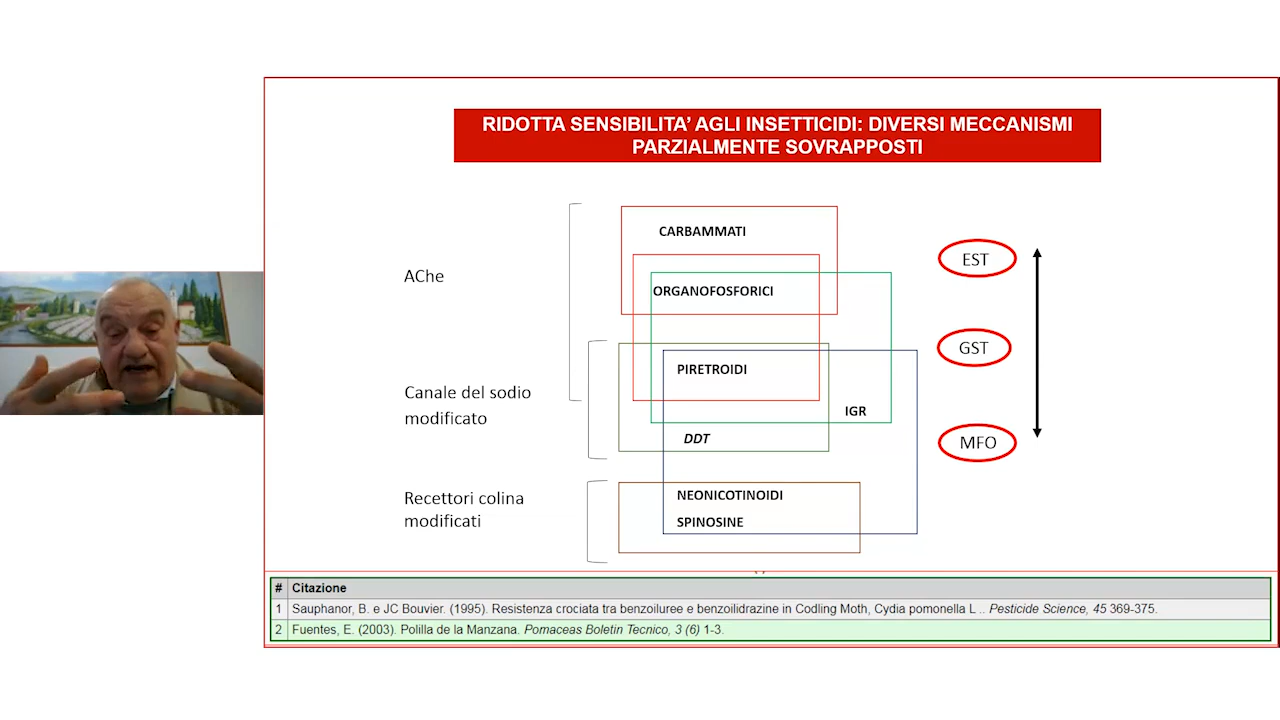 RIDOTTA SENSIBILITA' AGLI INSETTICIDI: DIVERSI MECCANISMI
PARZIALMENTE SOVRAPPOSTI
CARBAMMATI
EST
AChe
ORGANOFOSFORICI
GST
PIRETROIDI
Canale del sodio
modificato
IGR
DDT
MFO
Recettori colina
modificati
NEONICOTINOIDI
SPINOSINE
# Citazione
1 Sauphanor, B. e JC Bouvier. (1995). Resistenza crociata tra benzoiluree e benzoilidrazine in Codling Moth, Cydia pomonella L .. Pesticide Science, 45 369-375.
2 Fuentes, E. (2003). Polilla de la Manzana. Pomaceas Boletin Tecnico, 3 (6) 1-3.